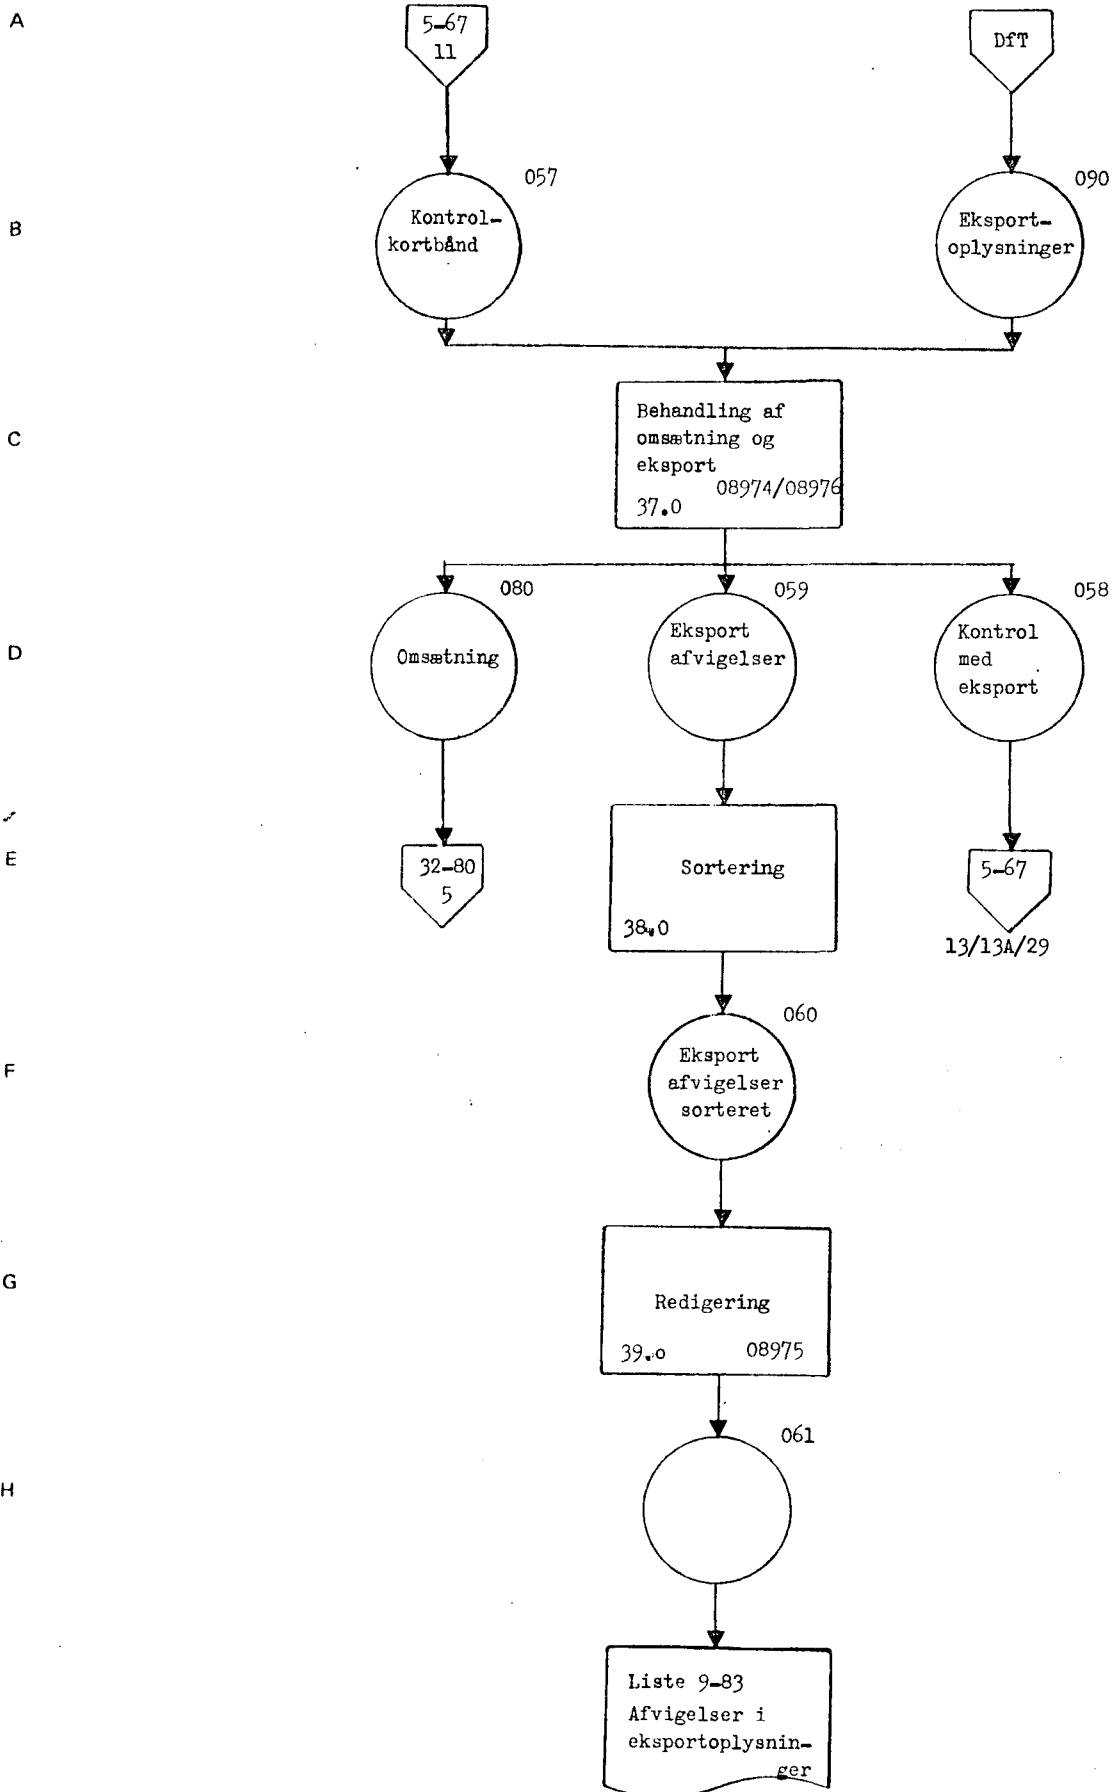 A
5-67
11
DfT
057
090
B
Kontrol-
kortbånd
Eksport-
oplysninger
C
Behandling af
omsætning og
eksport
08974/08976
37.0
080
059
058
D
Omsætning
Eksport
afvigelser
Kontrol
med
eksport
E
32-80
5
Sortering
38.0
5-67
13/13A/29
060
F
Eksport
afvigelser
sorteret
G
Redigering
39.0
08975
061
H
Liste 9-83
Afvigelser i
eksportoplysnin-
ger